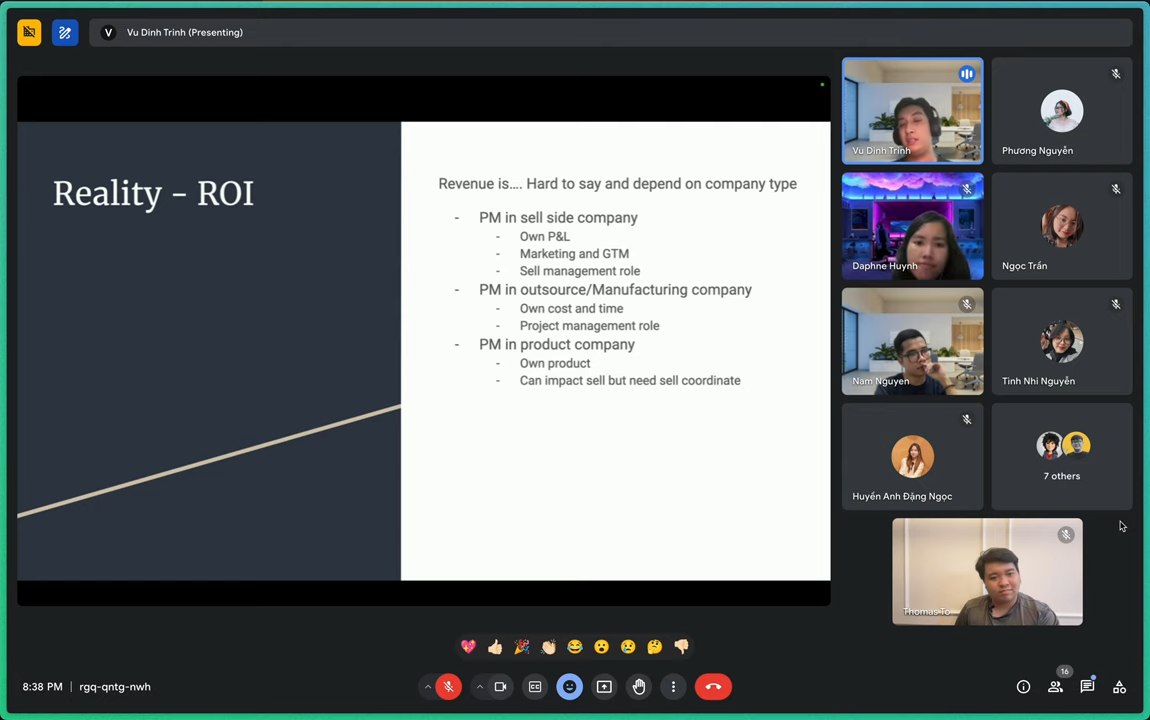 V Vu Dinh Trinh (Presenting)
Reality - ROI
Revenue is.... Hard to say and depend on company type
- PM in sell side company
- Own P&L
- Marketing and GTM
- Sell management role
- PM in outsource/Manufacturing company
- Own cost and time
- Project management role
- PM in product company
- Own product
- Can impact sell but need sell coordinate
Vu Dinh Trinh
Phương Nguyễn
Daphne Huynh
Ngọc Trần
Nam Nguyen
Tình Nhi Nguyễn
Huyền Anh Đặng Ngọc
7 others
Thomas To
8:38 PM | rgq-qntg-nwh
CC
16